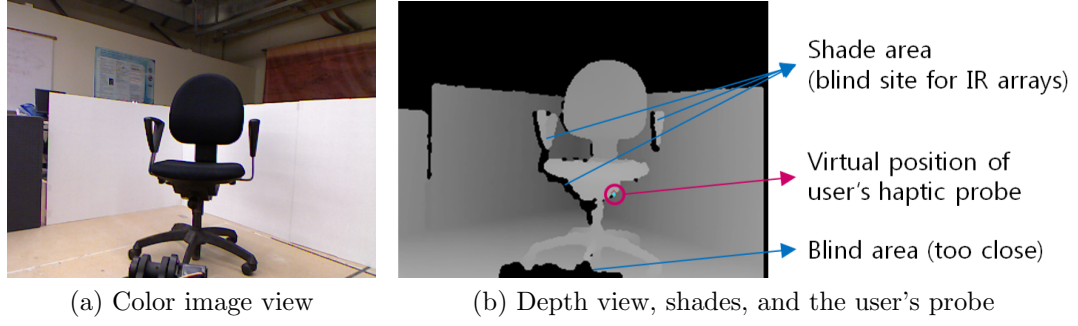 Shade area
(blind site for IR arrays)
Virtual position of
user's haptic probe
Blind area (too close)
(a) Color image view
(b) Depth view, shades, and the user's probe